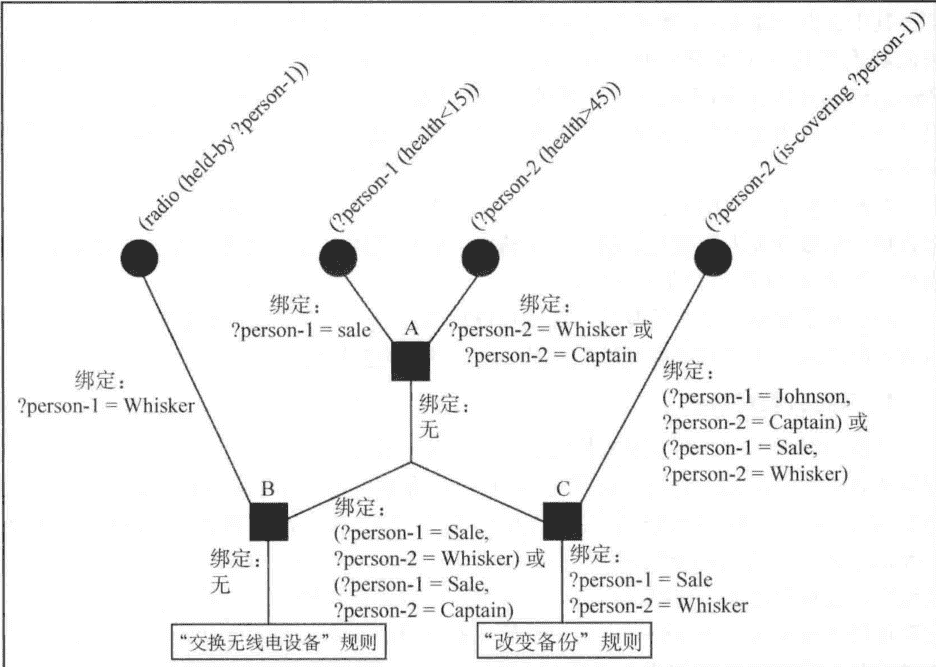 (radio (held-by ?person-1))
(?person-1 (health<15))
(?person-2 (health>45))
(?person-2 (is-covering ?person-1))
绑定：
?person-1 = sale
A
绑定：
?person-2 = Whisker 或
?person-2 = Captain
绑定：
?person-1 = Whisker
绑定：
无
绑定：
(?person-1 = Johnson,
?person-2 = Captain) 或
(?person-1 = Sale,
?person-2 = Whisker)
B
C
绑定：
无
绑定：
(?person-1 = Sale,
?person-2 = Whisker) 或
(?person-1 = Sale,
?person-2 = Captain)
绑定：
?person-1 = Sale
?person-2 = Whisker
“交换无线电设备”规则
“改变备份”规则